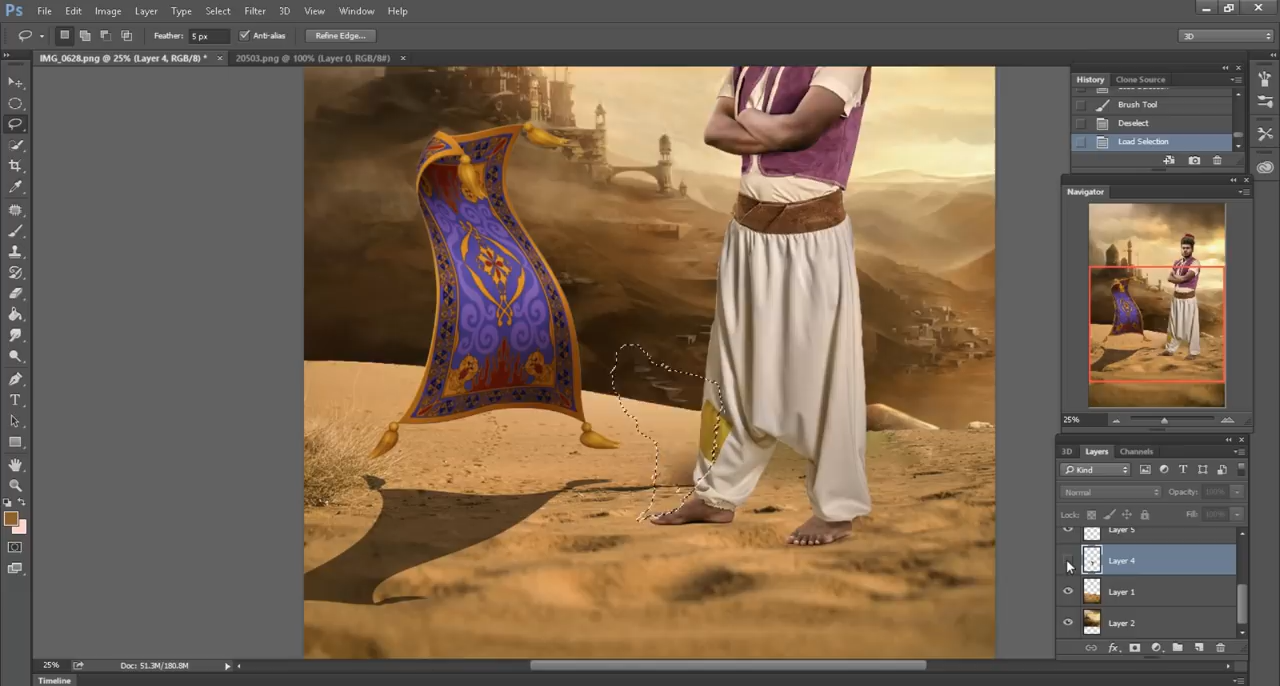 Ps File Edit Image Layer Type Select Filter 3D View Window Help
Feather: 5 px Anti-alias Refine Edge... 3D
IMG_0628.png @ 25% (Layer 4, RGB/8) * × 20503.png @ 100% (Layer 0, RGB/8#) ×
History Clone Source
Brush Tool
Deselect
Load Selection
Navigator
25%
3D Layers Channels
Kind
Normal Opacity: 100%
Lock: Fill: 100%
Layer 5
Layer 4
Layer 1
Layer 2
25% Doc: 51.3M/180.8M
Timeline